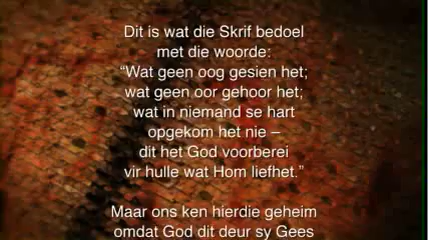 Dit is wat die Skrif bedoel
met die woorde:
“Wat geen oog gesien het;
wat geen oor gehoor het;
wat in niemand se hart
opgekom het nie –
dit het God voorberei
vir hulle wat Hom liefhet.”
Maar ons ken hierdie geheim
omdat God dit deur sy Gees